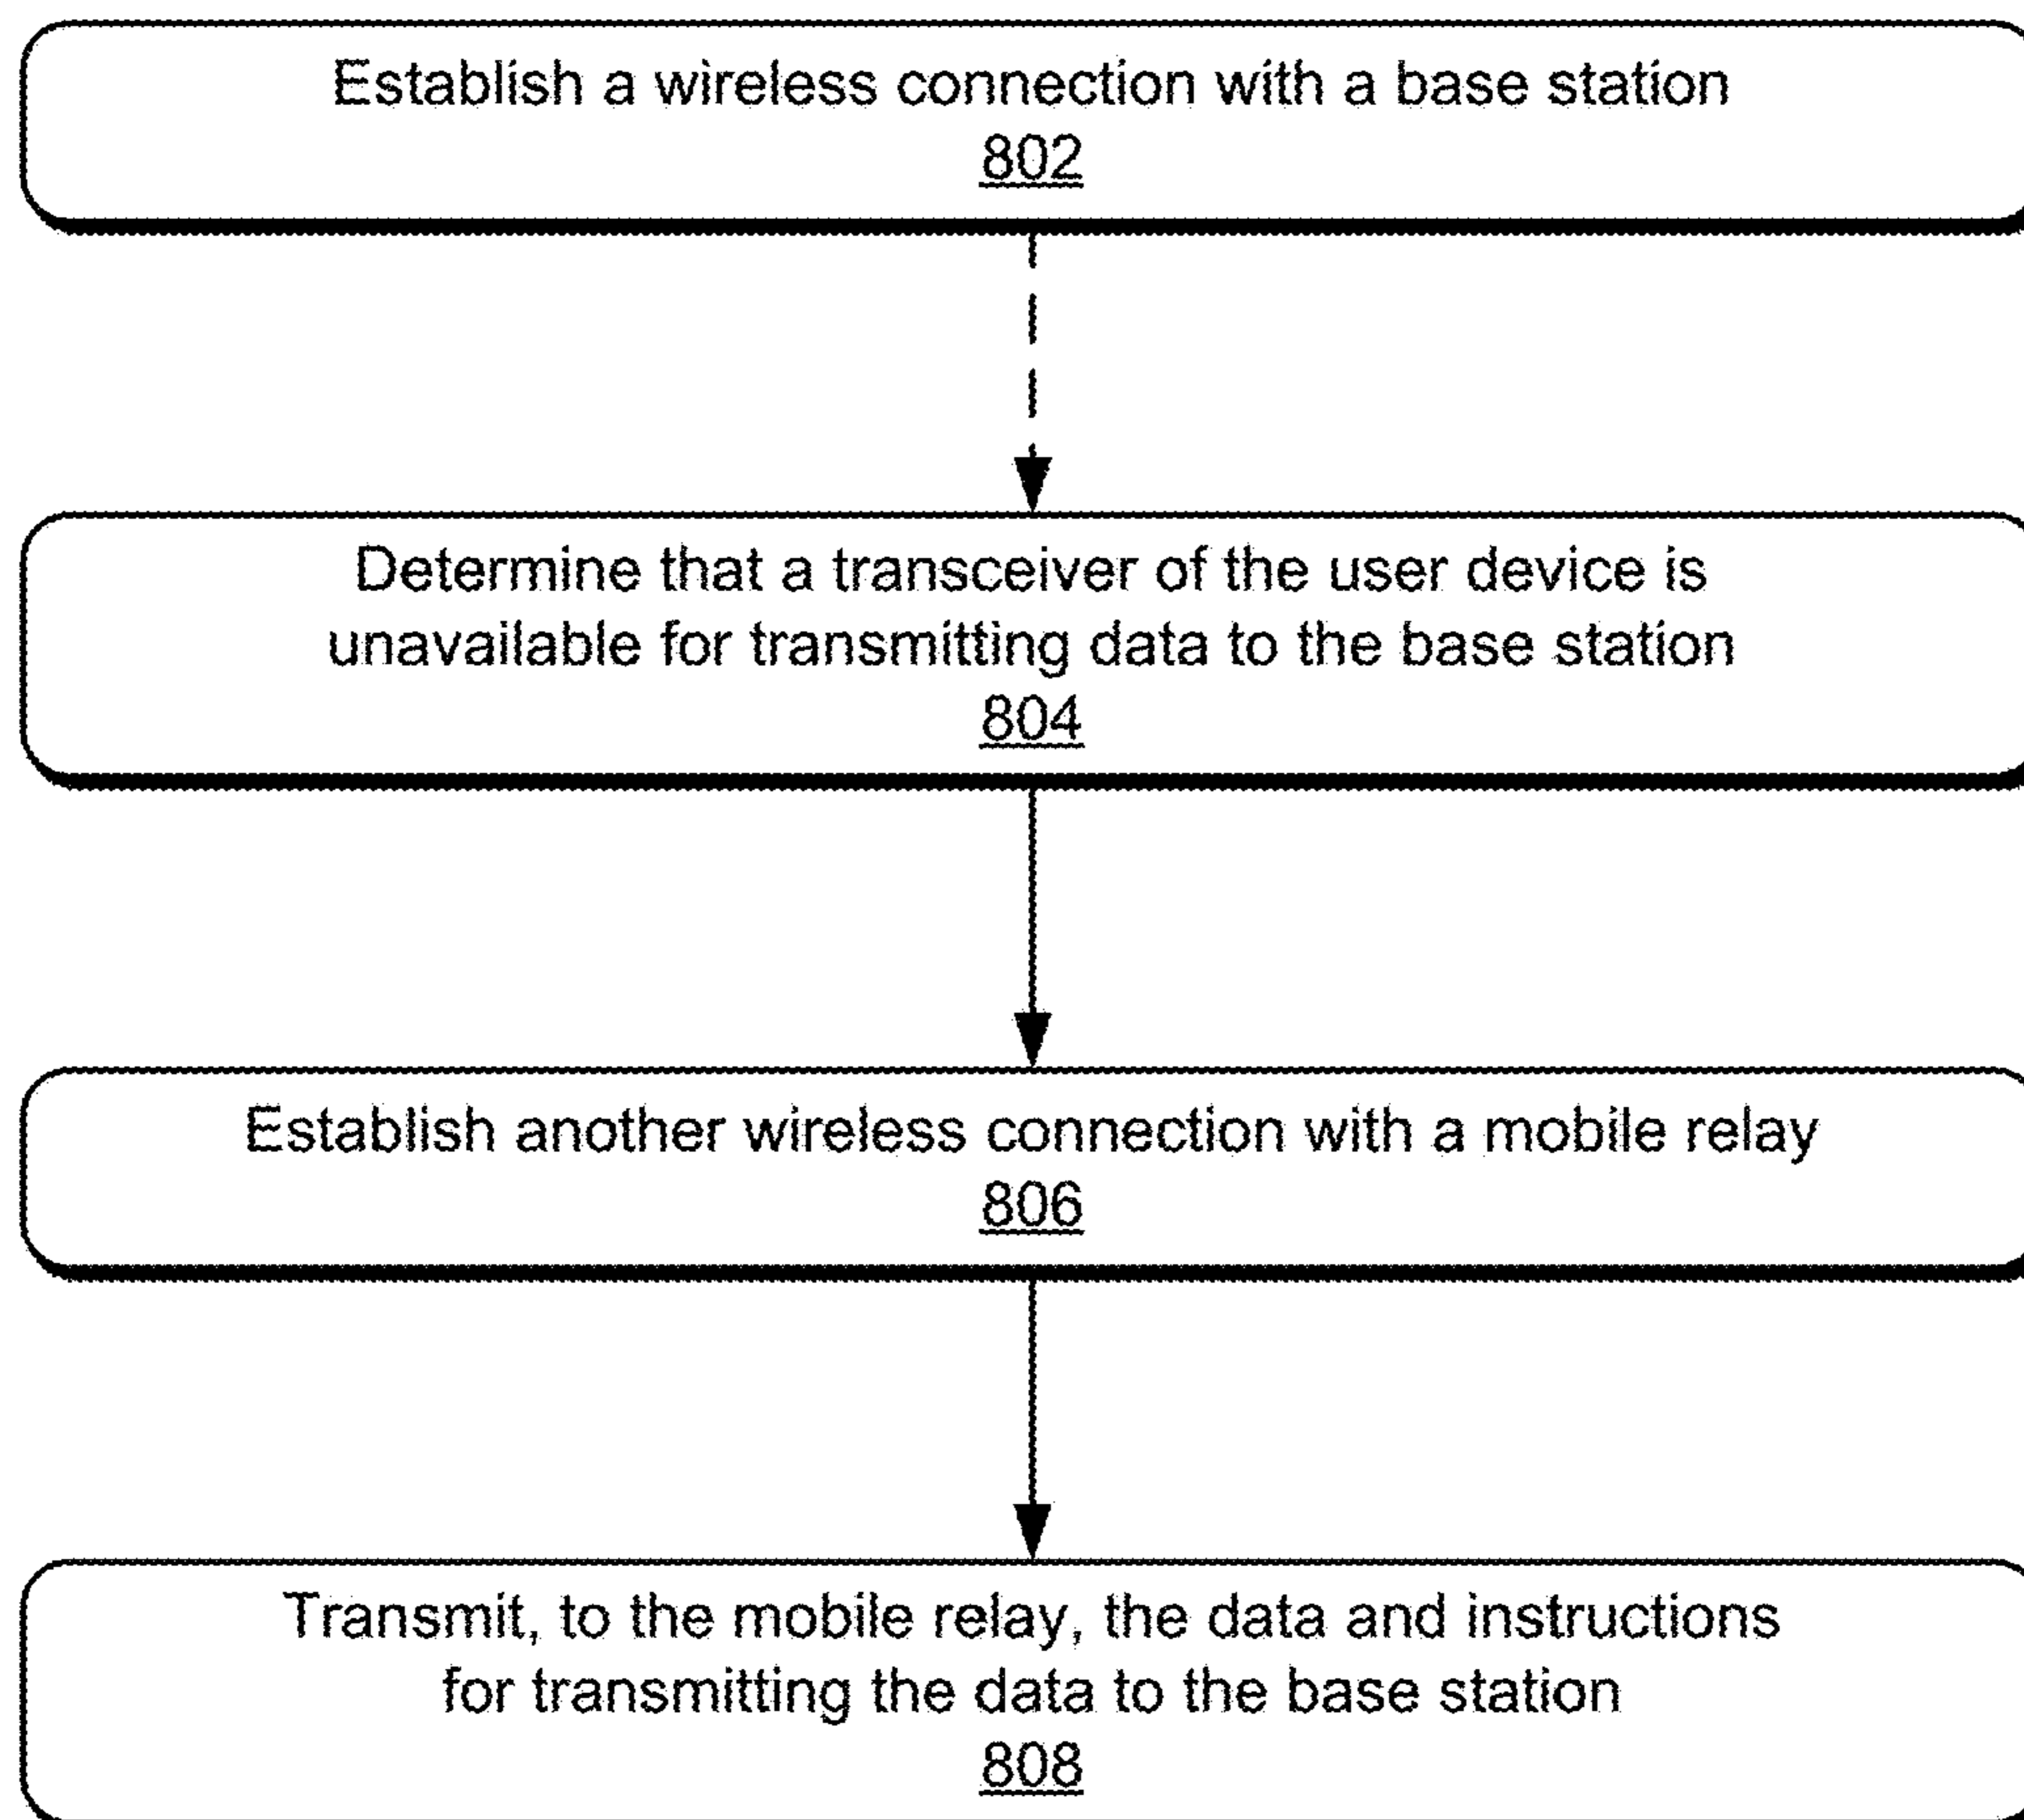 Establish a wireless connection with a base station
802
Determine that a transceiver of the user device is
unavailable for transmitting data to the base station
804
Establish another wireless connection with a mobile relay
806
Transmit, to the mobile relay, the data and instructions
for transmitting the data to the base station
808